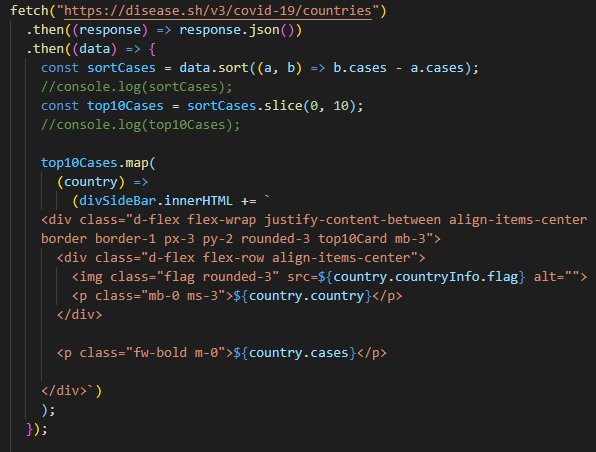 fetch("https://disease.sh/v3/covid-19/countries")
  .then((response) => response.json())
  .then((data) => {
    const sortCases = data.sort((a, b) => b.cases - a.cases);
    //console.log(sortCases);
    const top10Cases = sortCases.slice(0, 10);
    //console.log(top10Cases);

    top10Cases.map(
      (country) =>
        (divSideBar.innerHTML += `
    <div class="d-flex flex-wrap justify-content-between align-items-center
    border border-1 px-3 py-2 rounded-3 top10Card mb-3">
      <div class="d-flex flex-row align-items-center">
        <img class="flag rounded-3" src=${country.countryInfo.flag} alt="">
        <p class="mb-0 ms-3">${country.country}</p>
      </div>

      <p class="fw-bold m-0">${country.cases}</p>

    </div>`)
    );
  });